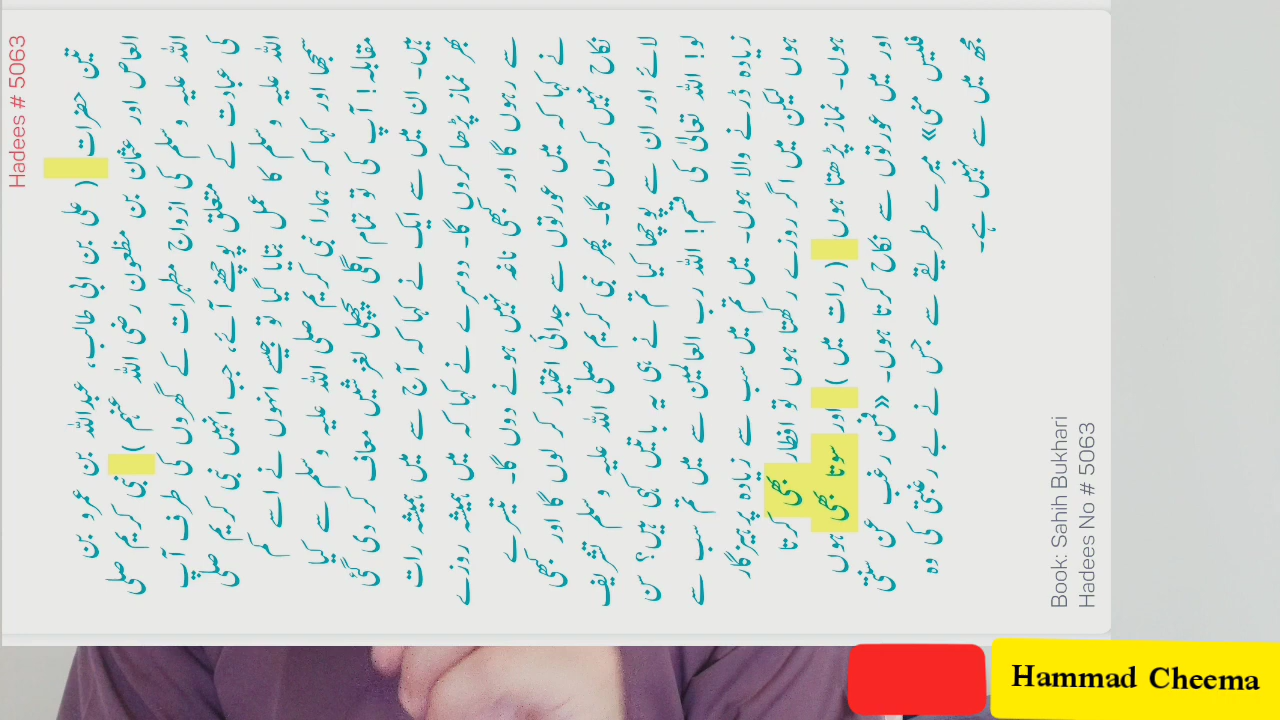 Hadees # 5063
تین حضرات ( علی بن ابی طالب، عبداللہ بن عمرو بن
العاص اور عثمان بن مظعون رضی اللہ عنہم ) نبی کریم صلی
اللہ علیہ وسلم کی ازواج مطہرات کے گھروں کی طرف آپ
کی عبادت کے متعلق پوچھنے آئے، جب انہیں نبی کریم صلی
اللہ علیہ وسلم کا عمل بتایا گیا تو جیسے انہوں نے اسے کم
سمجھا اور کہا کہ ہمارا نبی کریم صلی اللہ علیہ وسلم سے کیا
مقابلہ! آپ کی تو تمام اگلی پچھلی لغزشیں معاف کر دی گئی
ہیں۔ ان میں سے ایک نے کہا کہ آج سے میں ہمیشہ رات
بھر نماز پڑھا کروں گا۔ دوسرے نے کہا کہ میں ہمیشہ روزے
سے رہوں گا اور کبھی ناغہ نہیں ہونے دوں گا۔ تیسرے
نے کہا کہ میں عورتوں سے جدائی اختیار کر لوں گا اور کبھی
نکاح نہیں کروں گا۔ پھر نبی کریم صلی اللہ علیہ وسلم تشریف
لائے اور ان سے پوچھا کیا تم نے ہی یہ باتیں کہی ہیں؟ سن
لو! اللہ تعالیٰ کی قسم! اللہ رب العالمین سے میں تم سب سے
زیادہ ڈرنے والا ہوں۔ میں تم میں سب سے زیادہ پرہیزگار
ہوں لیکن میں اگر روزے رکھتا ہوں تو افطار بھی کرتا
ہوں۔ نماز پڑھتا ہوں ( رات میں ) اور سوتا بھی ہوں
اور میں عورتوں سے نکاح کرتا ہوں۔ «فمن رغب عن سنتي
فليس مني» میرے طریقے سے جس نے بے رغبتی کی وہ
مجھ میں سے نہیں ہے۔
Book: Sahih Bukhari
Hadees No # 5063
Hammad Cheema